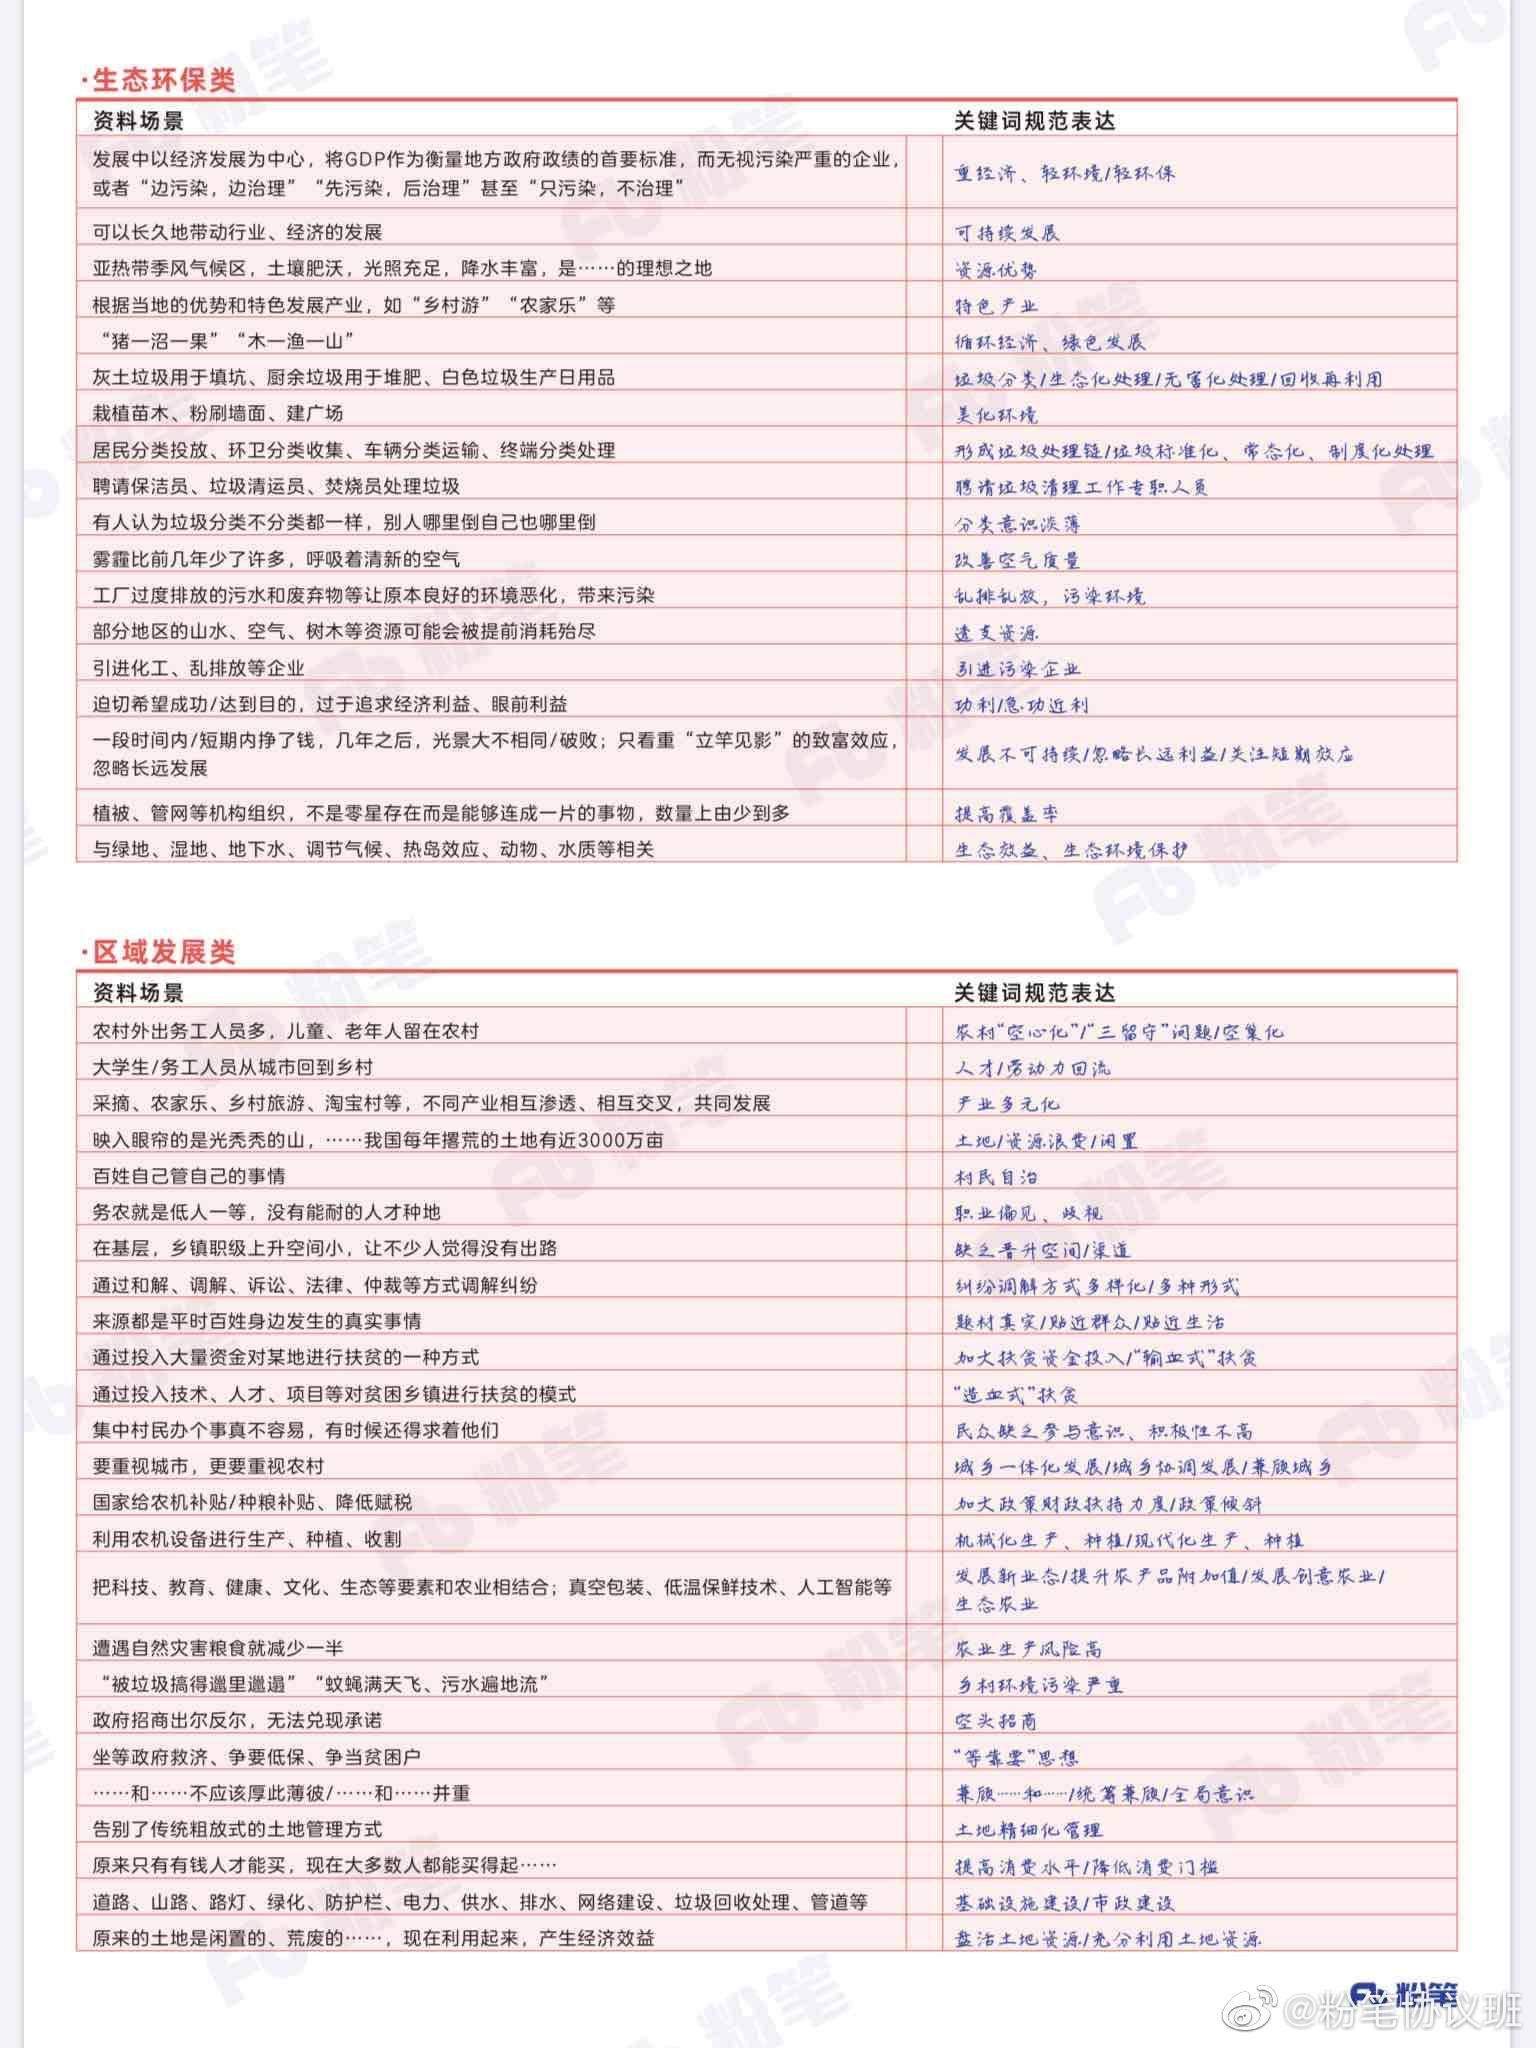 ·生态环保类
资料场景 关键词规范表达
发展中以经济发展为中心，将GDP作为衡量地方政府政绩的首要标准，而无视污染严重的企业，
或者“边污染，边治理”“先污染，后治理”甚至“只污染，不治理” 重经济、轻环境/轻环保
可以长久地带动行业、经济的发展 可持续发展
亚热带季风气候区，土壤肥沃，光照充足，降水丰富，是……的理想之地 资源优势
根据当地的优势和特色发展产业，如“乡村游”“农家乐”等 特色产业
“猪一沼一果”“木一渔一山” 循环经济、绿色发展
灰土垃圾用于填坑、厨余垃圾用于堆肥、白色垃圾生产日用品 垃圾分类/生态化处理/无害化处理/回收再利用
栽植苗木、粉刷墙面、建广场 美化环境
居民分类投放、环卫分类收集、车辆分类运输、终端分类处理 形成垃圾处理链/垃圾标准化、常态化、制度化处理
聘请保洁员、垃圾清运员、焚烧员处理垃圾 聘请垃圾清理工作专职人员
有人认为垃圾分类不分类都一样，别人哪里倒自己也哪里倒 分类意识淡薄
雾霾比前几年少了许多，呼吸着清新的空气 改善空气质量
工厂过度排放的污水和废弃物等让原本良好的环境恶化，带来污染 乱排乱放，污染环境
部分地区的山水、空气、树木等资源可能会被提前消耗殆尽 透支资源
引进化工、乱排放等企业 引进污染企业
迫切希望成功/达到目的，过于追求经济利益、眼前利益 功利/急功近利
一段时间内/短期内挣了钱，几年之后，光景大不相同/破败；只看重“立竿见影”的致富效应，
忽略长远发展 发展不可持续/忽略长远利益/关注短期效应
植被、管网等机构组织，不是零星存在而是能够连成一片的事物，数量上由少到多 提高覆盖率
与绿地、湿地、地下水、调节气候、热岛效应、动物、水质等相关 生态效益、生态环境保护
·区域发展类
资料场景 关键词规范表达
农村外出务工人员多，儿童、老年人留在农村 农村“空心化”/“三留守”问题/空巢化
大学生/务工人员从城市回到乡村 人才/劳动力回流
采摘、农家乐、乡村旅游、淘宝村等，不同产业相互渗透、相互交叉，共同发展 产业多元化
映入眼帘的是光秃秃的山，……我国每年撂荒的土地有近3000万亩 土地/资源浪费/闲置
百姓自己管自己的事情 村民自治
务农就是低人一等，没有能耐的人才种地 职业偏见、歧视
在基层，乡镇职级上升空间小，让不少人觉得没有出路 缺乏晋升空间/渠道
通过和解、调解、诉讼、法律、仲裁等方式调解纠纷 纠纷调解方式多样化/多种形式
来源都是平时百姓身边发生的真实事情 题材真实/贴近群众/贴近生活
通过投入大量资金对某地进行扶贫的一种方式 加大扶贫资金投入/“输血式”扶贫
通过投入技术、人才、项目等对贫困乡镇进行扶贫的模式 “造血式”扶贫
集中村民办个事真不容易，有时候还得求着他们 民众缺乏参与意识、积极性不高
要重视城市，更要重视农村 城乡一体化发展/城乡协调发展/兼顾城乡
国家给农机补贴/种粮补贴、降低赋税 加大政策财政扶持力度/政策倾斜
利用农机设备进行生产、种植、收割 机械化生产、种植/现代化生产、种植
把科技、教育、健康、文化、生态等要素和农业相结合；真空包装、低温保鲜技术、人工智能等 发展新业态/提升农产品附加值/发展创意农业/
生态农业
遭遇自然灾害粮食就减少一半 农业生产风险高
“被垃圾搞得邋里邋遢”“蚊蝇满天飞、污水遍地流” 乡村环境污染严重
政府招商出尔反尔，无法兑现承诺 空头招商
坐等政府救济、争要低保、争当贫困户 “等靠要”思想
……和……不应该厚此薄彼/……和……并重 兼顾……和……/统筹兼顾/全局意识
告别了传统粗放式的土地管理方式 土地精细化管理
原来只有有钱人才能买，现在大多数人都能买得起…… 提高消费水平/降低消费门槛
道路、山路、路灯、绿化、防护栏、电力、供水、排水、网络建设、垃圾回收处理、管道等 基础设施建设/市政建设
原来的土地是闲置的、荒废的……，现在利用起来，产生经济效益 盘活土地资源/充分利用土地资源
粉笔
@粉笔协议班